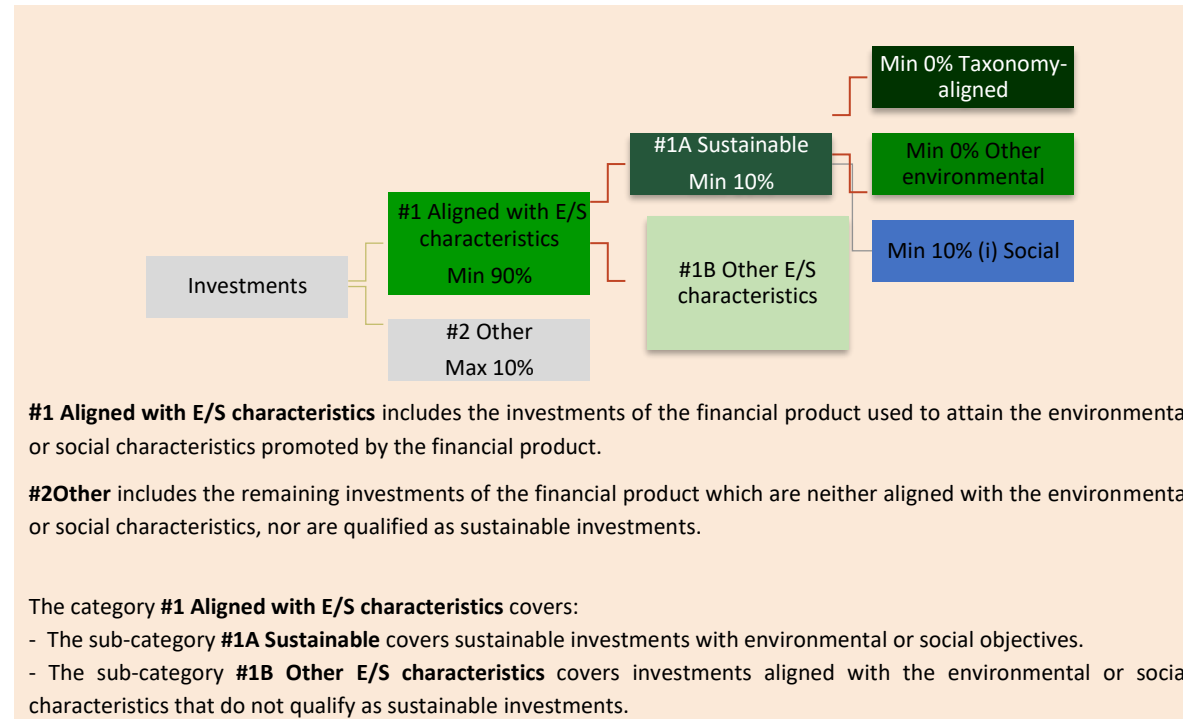 Min 0% Taxonomy-
aligned
#1A Sustainable
Min 10%
Min 0% Other
environmental
#1 Aligned with E/S
characteristics
Min 90%
Min 10% (i) Social
#1B Other E/S
characteristics
Investments
#2 Other
Max 10%
#1 Aligned with E/S characteristics includes the investments of the financial product used to attain the environmenta
or social characteristics promoted by the financial product.
#2Other includes the remaining investments of the financial product which are neither aligned with the environmenta
or social characteristics, nor are qualified as sustainable investments.
The category #1 Aligned with E/S characteristics covers:
- The sub-category #1A Sustainable covers sustainable investments with environmental or social objectives.
- The sub-category #1B Other E/S characteristics covers investments aligned with the environmental or socia
characteristics that do not qualify as sustainable investments.